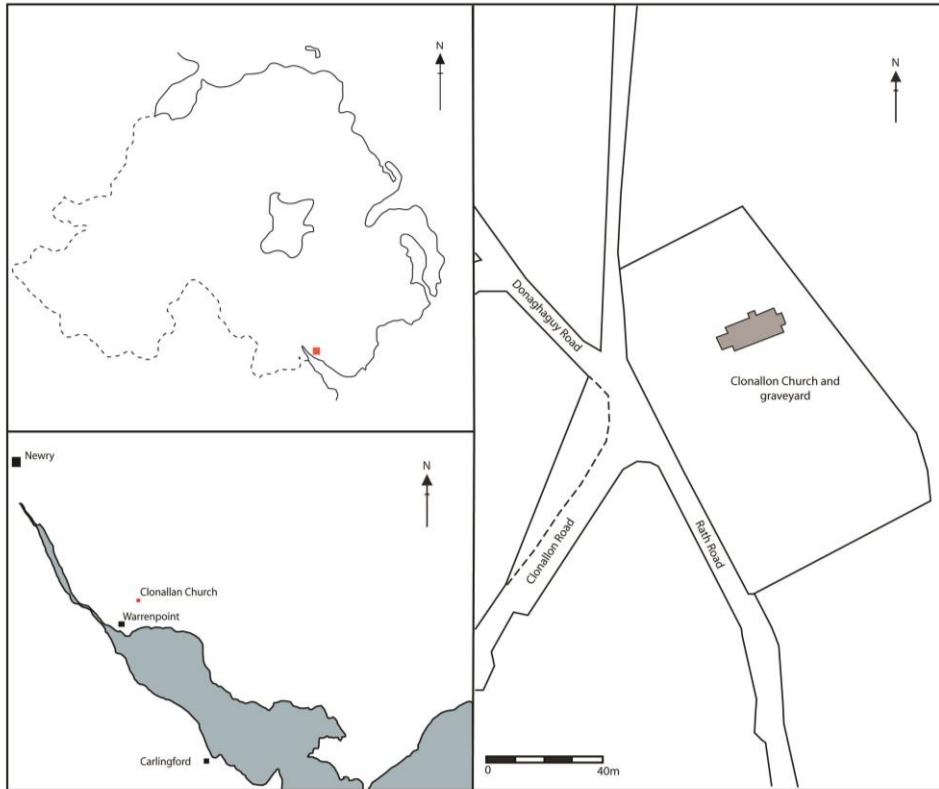 N
N
Donaghaguy Road
Clonallon Church and
graveyard
Newry
N
Clonallan Church
Warrenpoint
Clonallon Road
Rath Road
Carlingford
0 40m